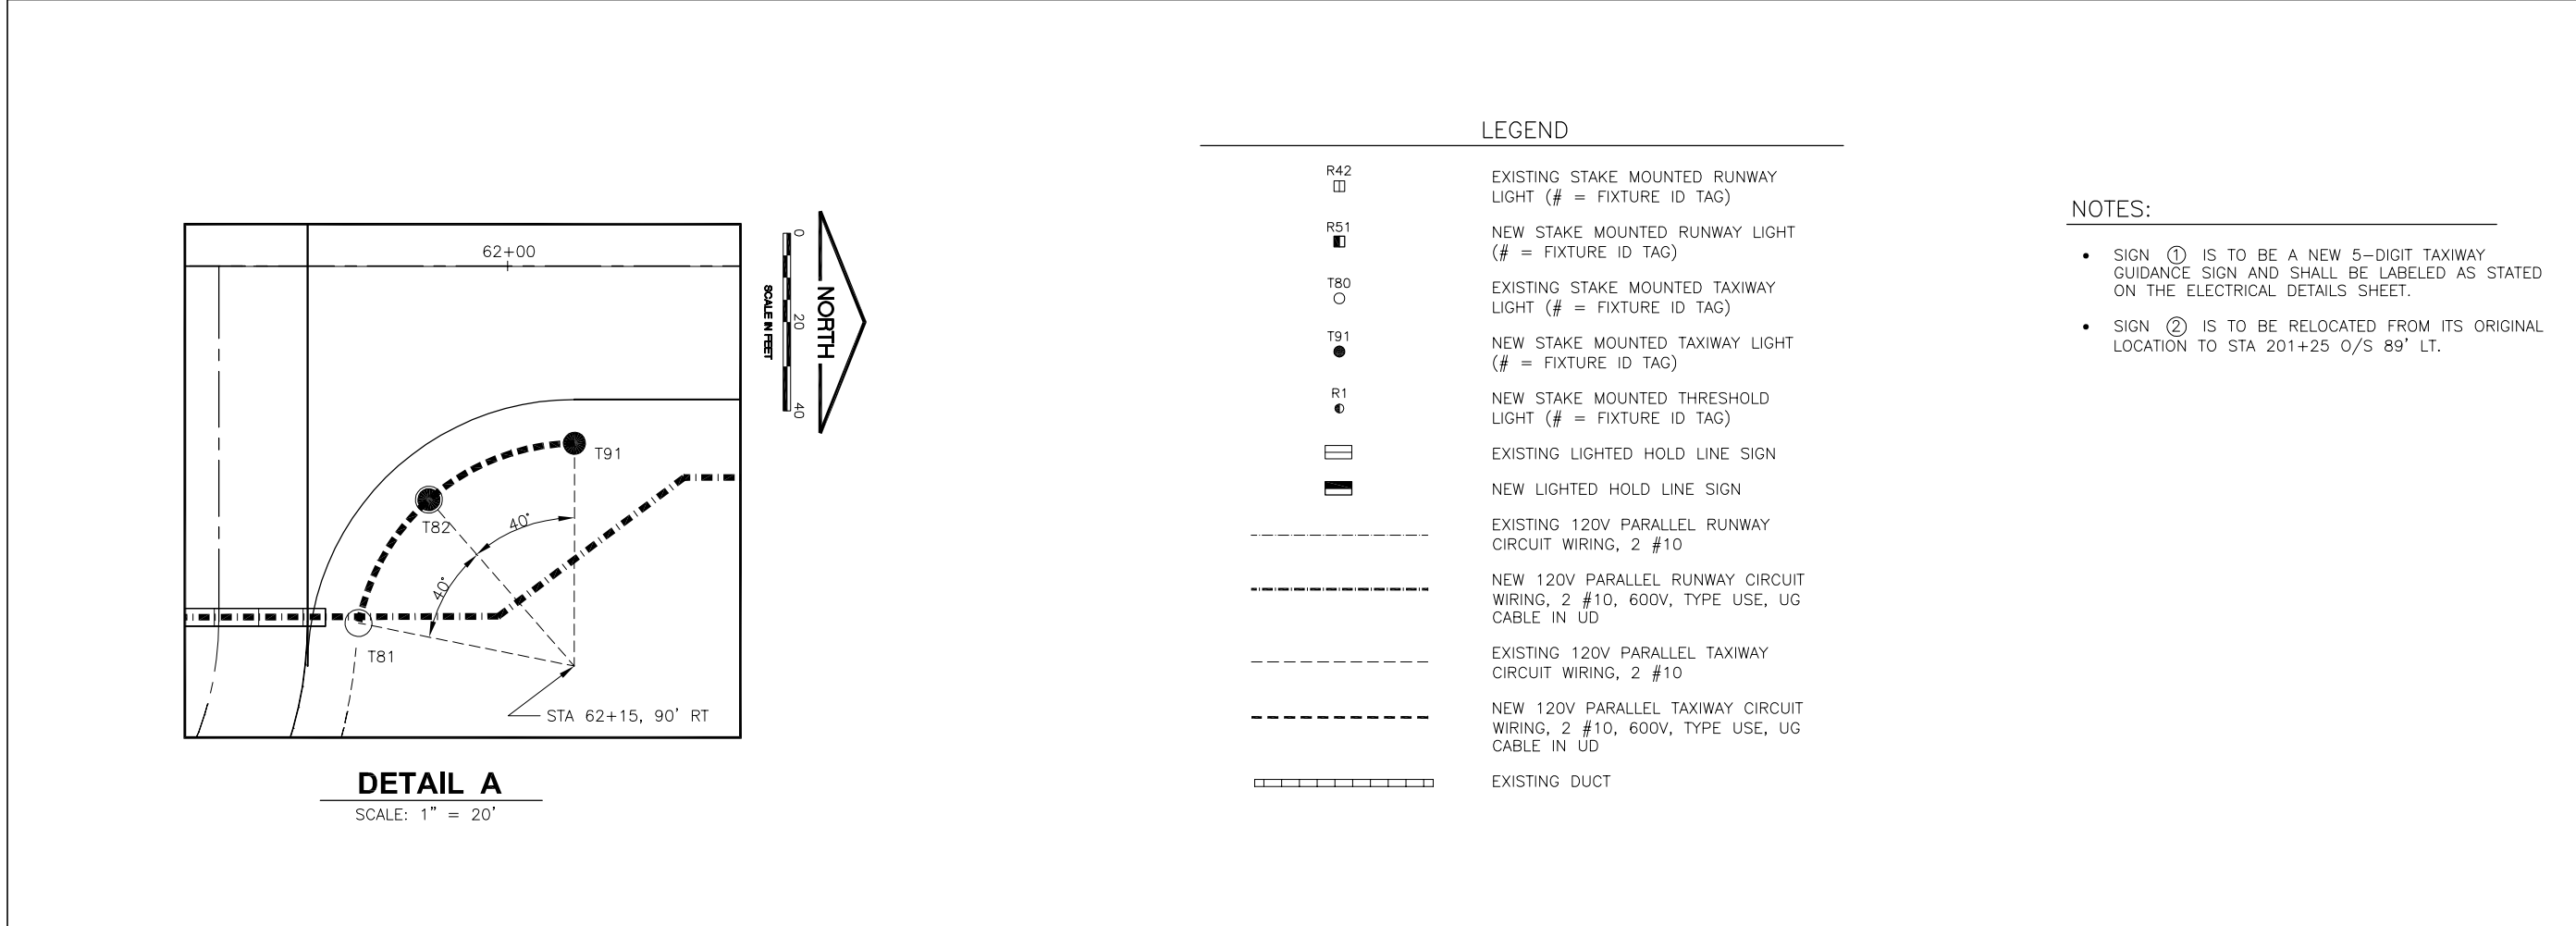 62+00
T91
T82
40°
40°
T81
STA 62+15, 90' RT
0
20
40
SCALE IN FEET
NORTH
DETAIL A
SCALE: 1" = 20'
LEGEND
R42
EXISTING STAKE MOUNTED RUNWAY
LIGHT (# = FIXTURE ID TAG)
R51
NEW STAKE MOUNTED RUNWAY LIGHT
(# = FIXTURE ID TAG)
T80
EXISTING STAKE MOUNTED TAXIWAY
LIGHT (# = FIXTURE ID TAG)
T91
NEW STAKE MOUNTED TAXIWAY LIGHT
(# = FIXTURE ID TAG)
R1
NEW STAKE MOUNTED THRESHOLD
LIGHT (# = FIXTURE ID TAG)
EXISTING LIGHTED HOLD LINE SIGN
NEW LIGHTED HOLD LINE SIGN
EXISTING 120V PARALLEL RUNWAY
CIRCUIT WIRING, 2 #10
NEW 120V PARALLEL RUNWAY CIRCUIT
WIRING, 2 #10, 600V, TYPE USE, UG
CABLE IN UD
EXISTING 120V PARALLEL TAXIWAY
CIRCUIT WIRING, 2 #10
NEW 120V PARALLEL TAXIWAY CIRCUIT
WIRING, 2 #10, 600V, TYPE USE, UG
CABLE IN UD
EXISTING DUCT
NOTES:
• SIGN ① IS TO BE A NEW 5-DIGIT TAXIWAY
GUIDANCE SIGN AND SHALL BE LABELED AS STATED
ON THE ELECTRICAL DETAILS SHEET.
• SIGN ② IS TO BE RELOCATED FROM ITS ORIGINAL
LOCATION TO STA 201+25 O/S 89' LT.